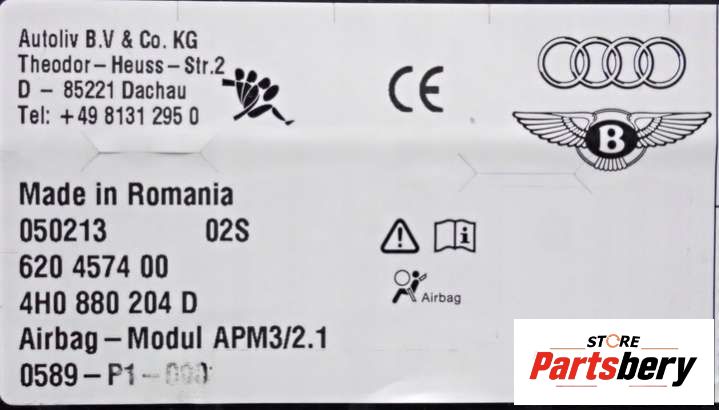 Autoliv B.V & Co. KG
Theodor-Heuss-Str.2
D - 85221 Dachau
Tel: +49 8131 295 0
CE
B
Made in Romania
050213 02S
620 4574 00
4H0 880 204 D
Airbag-Modul APM3/2.1
0589-P1-
Airbag
STORE
Partsbery